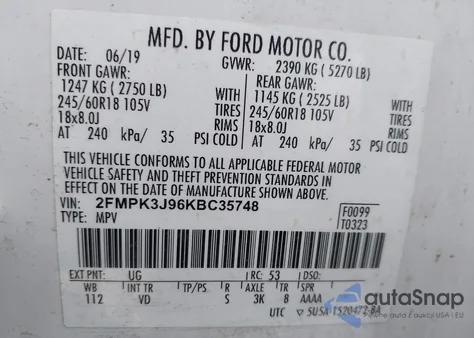 MFD. BY FORD MOTOR CO.
DATE: 06/19 GVWR: 2390 KG ( 5270 LB)
FRONT GAWR: REAR GAWR:
1247 KG ( 2750 LB) WITH 1145 KG ( 2525 LB) WITH
245/60R18 105V TIRES 245/60R18 105V TIRES
18x8.0J RIMS 18x8.0J RIMS
AT 240 kPa/ 35 PSI COLD AT 240 kPa/ 35 PSI COLD
THIS VEHICLE CONFORMS TO ALL APPLICABLE FEDERAL MOTOR
VEHICLE SAFETY AND THEFT PREVENTION STANDARDS IN
EFFECT ON THE DATE OF MANUFACTURE SHOWN ABOVE.
VIN: 2FMPK3J96KBC35748 F0099
TYPE: MPV T0323
EXT PNT: UG RC: 53 DSO:
WB INT TR TP/PS R AXLE TR SPR
112 VD S 3K 8 AAAA
UTC ▽ 5U5A-1520472-BA
autaSnap